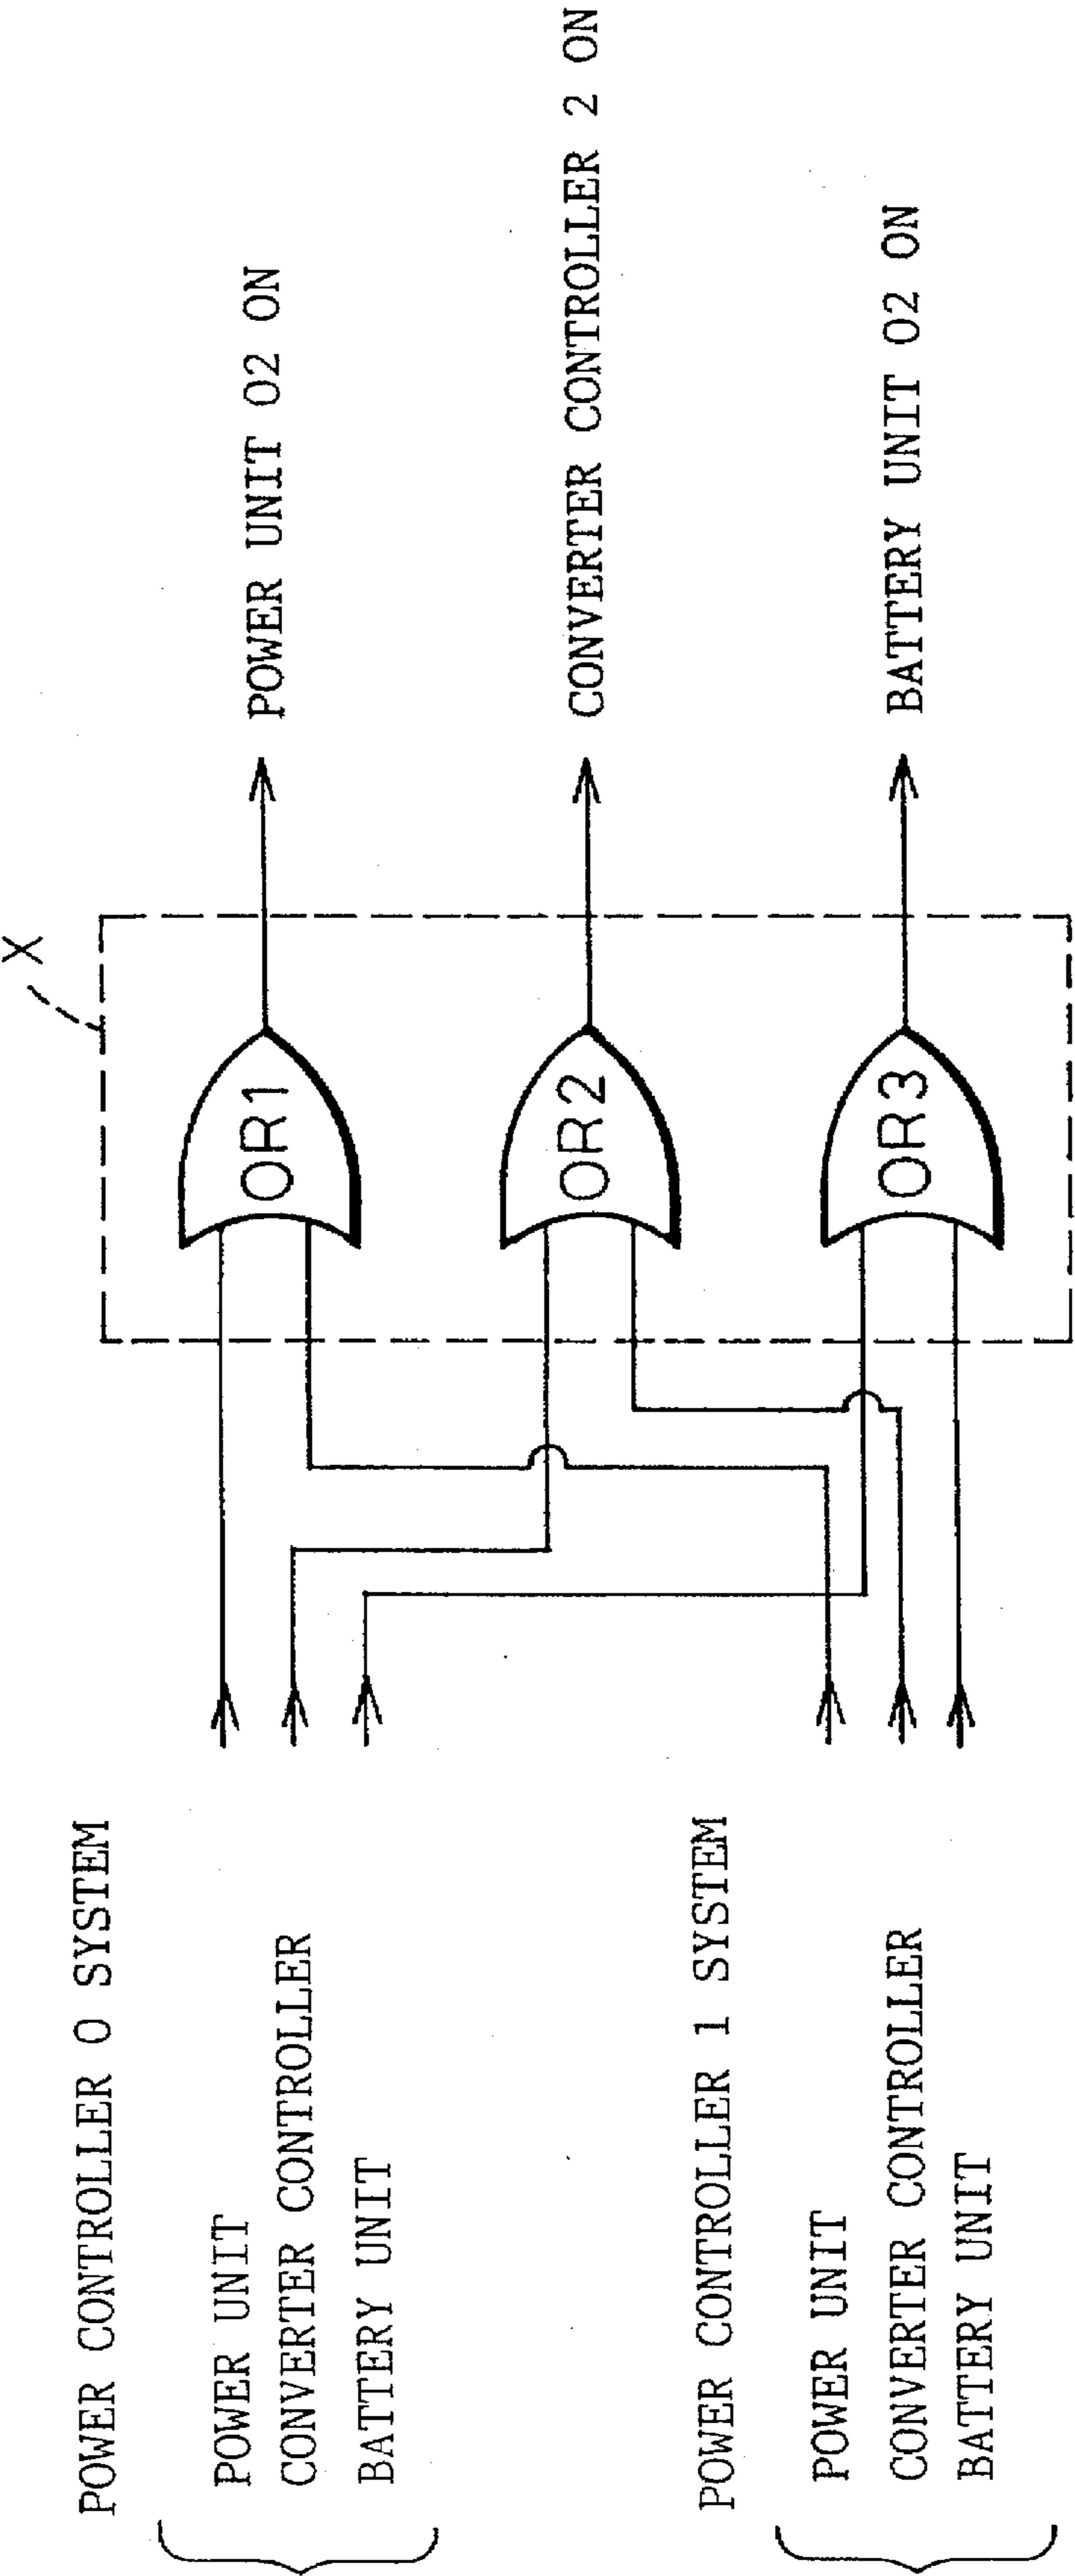 POWER CONTROLLER 0 SYSTEM
POWER UNIT
CONVERTER CONTROLLER
BATTERY UNIT
POWER CONTROLLER 1 SYSTEM
POWER UNIT
CONVERTER CONTROLLER
BATTERY UNIT
X
OR1
OR2
OR3
POWER UNIT 02 ON
CONVERTER CONTROLLER 2 ON
BATTERY UNIT 02 ON